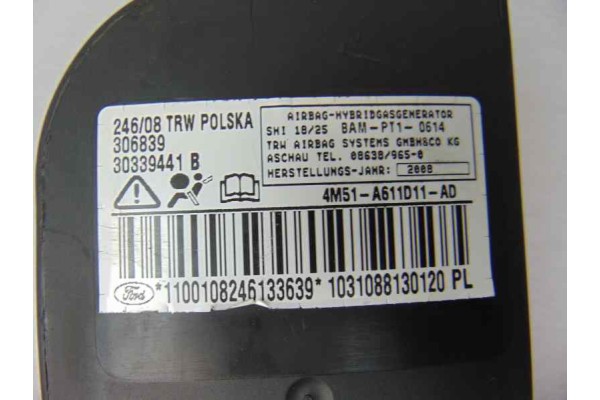 246/08 TRW POLSKA
306839
30339441 B
AIRBAG-HYBRIDGASGENERATOR
SHI 18/25 BAM-PT1-0614
TRW AIRBAG SYSTEMS GMBH&CO KG
ASCHAU TEL. 08638/965-0
HERSTELLUNGS-JAHR: 2008
4M51-A611D11-AD
Ford
*1100108246133639* 1031088130120 PL